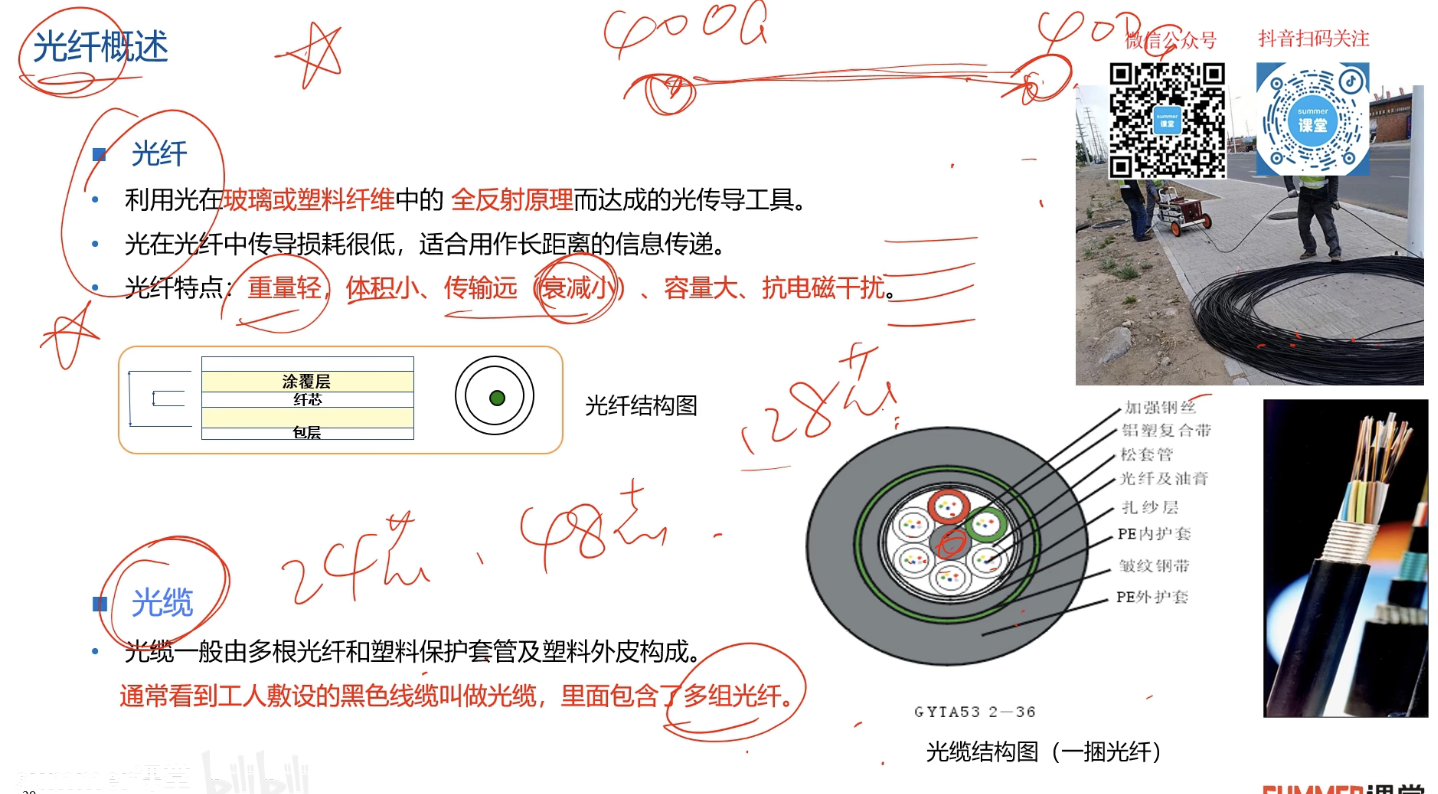 光纤概述
400G
400G
微信公众号
抖音扫码关注
summer
课堂
summer
课堂
光纤
利用光在玻璃或塑料纤维中的 全反射原理而达成的光传导工具。
光在光纤中传导损耗很低，适合用作长距离的信息传递。
光纤特点：重量轻，体积小、传输远（衰减小）、容量大、抗电磁干扰。
涂覆层
纤芯
包层
光纤结构图
128芯
加强钢丝
铝塑复合带
松套管
光纤及油膏
扎纱层
PE内护套
皱纹钢带
PE外护套
24芯、48芯
光缆
光缆一般由多根光纤和塑料保护套管及塑料外皮构成。
通常看到工人敷设的黑色线缆叫做光缆，里面包含了多组光纤。
GYTA53 2－36
光缆结构图（一捆光纤）
bilibili
SUMMER课堂